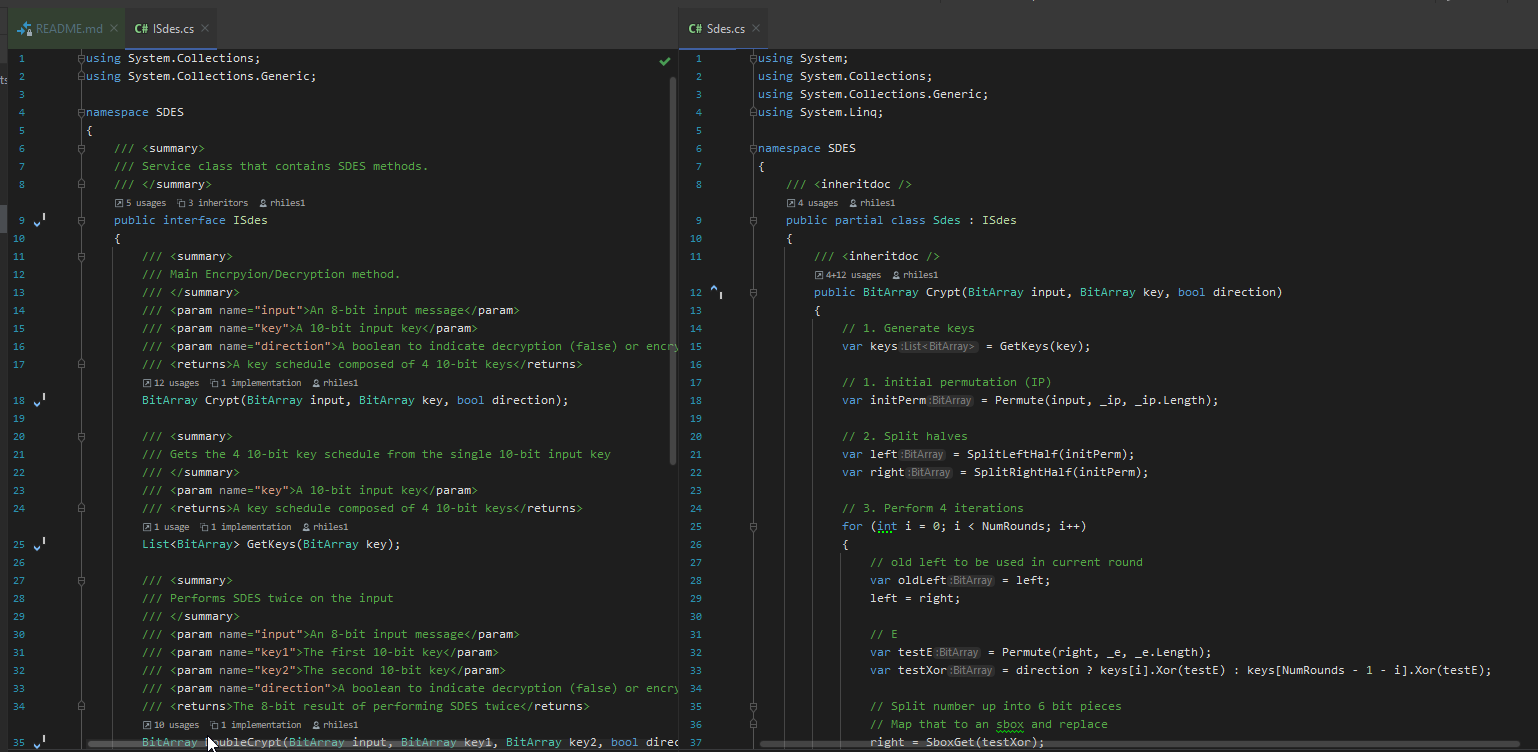 README.md
C# ISdes.cs
1 using System.Collections;
2 using System.Collections.Generic;
3
4 namespace SDES
5 {
6 /// <summary>
7 /// Service class that contains SDES methods.
8 /// </summary>
5 usages 3 inheritors rhiles1
9 public interface ISdes
10 {
11 /// <summary>
12 /// Main Encrpyion/Decryption method.
13 /// </summary>
14 /// <param name="input">An 8-bit input message</param>
15 /// <param name="key">A 10-bit input key</param>
16 /// <param name="direction">A boolean to indicate decryption (false) or encry
17 /// <returns>A key schedule composed of 4 10-bit keys</returns>
12 usages 1 implementation rhiles1
18 BitArray Crypt(BitArray input, BitArray key, bool direction);
19
20 /// <summary>
21 /// Gets the 4 10-bit key schedule from the single 10-bit input key
22 /// </summary>
23 /// <param name="key">A 10-bit input key</param>
24 /// <returns>A key schedule composed of 4 10-bit keys</returns>
1 usage 1 implementation rhiles1
25 List<BitArray> GetKeys(BitArray key);
26
27 /// <summary>
28 /// Performs SDES twice on the input
29 /// </summary>
30 /// <param name="input">An 8-bit input message</param>
31 /// <param name="key1">The first 10-bit key</param>
32 /// <param name="key2">The second 10-bit key</param>
33 /// <param name="direction">A boolean to indicate decryption (false) or encry
34 /// <returns>The 8-bit result of performing SDES twice</returns>
10 usages 1 implementation rhiles1
35 BitArray DoubleCrypt(BitArray input, BitArray key1, BitArray key2, bool direc
C# Sdes.cs
1 using System;
2 using System.Collections;
3 using System.Collections.Generic;
4 using System.Linq;
5
6 namespace SDES
7 {
8 /// <inheritdoc />
4 usages rhiles1
9 public partial class Sdes : ISdes
10 {
11 /// <inheritdoc />
4+12 usages rhiles1
12 public BitArray Crypt(BitArray input, BitArray key, bool direction)
13 {
14 // 1. Generate keys
15 var keys:List<BitArray> = GetKeys(key);
16
17 // 1. initial permutation (IP)
18 var initPerm:BitArray = Permute(input, _ip, _ip.Length);
19
20 // 2. Split halves
21 var left:BitArray = SplitLeftHalf(initPerm);
22 var right:BitArray = SplitRightHalf(initPerm);
23
24 // 3. Perform 4 iterations
25 for (int i = 0; i < NumRounds; i++)
26 {
27 // old left to be used in current round
28 var oldLeft:BitArray = left;
29 left = right;
30
31 // E
32 var testE:BitArray = Permute(right, _e, _e.Length);
33 var testXor:BitArray = direction ? keys[i].Xor(testE) : keys[NumRounds - 1 - i].Xor(testE);
34
35 // Split number up into 6 bit pieces
36 // Map that to an sbox and replace
37 right = SboxGet(testXor);